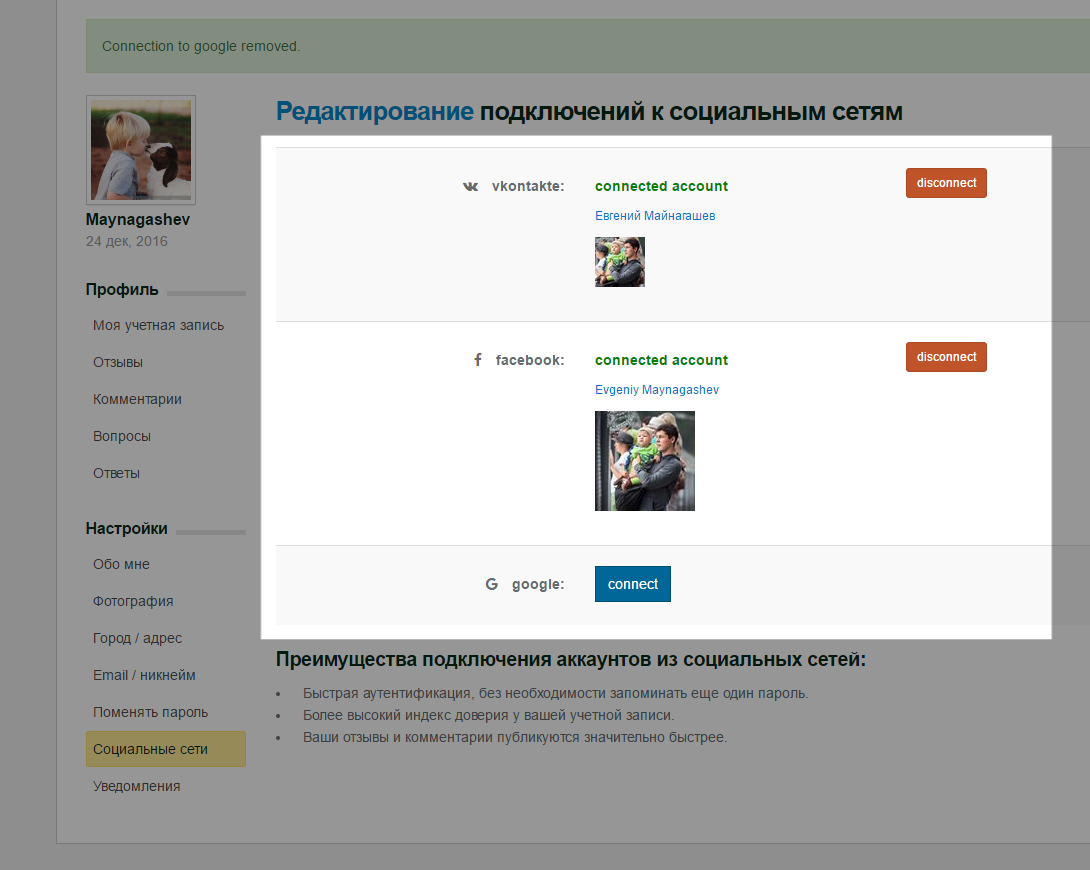 Connection to google removed.
Редактирование подключений к социальным сетям
Maynagashev
24 дек, 2016
Профиль
Моя учетная запись
Отзывы
Комментарии
Вопросы
Ответы
Настройки
Обо мне
Фотография
Город / адрес
Email / никнейм
Поменять пароль
Социальные сети
Уведомления
vkontakte: connected account disconnect
Евгений Майнагашев
facebook: connected account disconnect
Evgeniy Maynagashev
google: connect
Преимущества подключения аккаунтов из социальных сетей:
• Быстрая аутентификация, без необходимости запоминать еще один пароль.
• Более высокий индекс доверия у вашей учетной записи.
• Ваши отзывы и комментарии публикуются значительно быстрее.